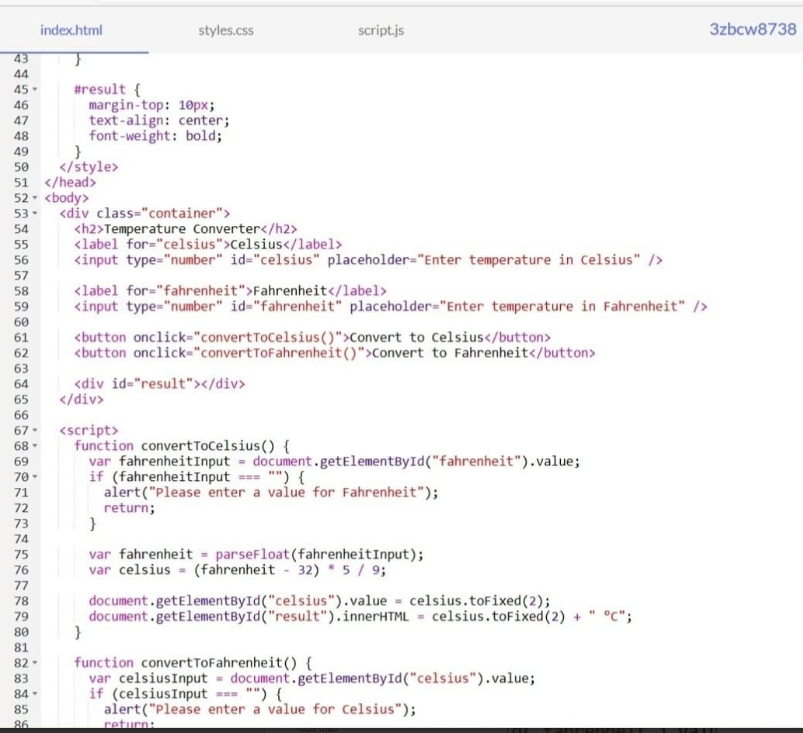 index.html styles.css script.js 3zbcw8738
43 }
44
45 #result {
46 margin-top: 10px;
47 text-align: center;
48 font-weight: bold;
49 }
50 </style>
51 </head>
52 <body>
53 <div class="container">
54 <h2>Temperature Converter</h2>
55 <label for="celsius">Celsius</label>
56 <input type="number" id="celsius" placeholder="Enter temperature in Celsius" />
57
58 <label for="fahrenheit">Fahrenheit</label>
59 <input type="number" id="fahrenheit" placeholder="Enter temperature in Fahrenheit" />
60
61 <button onclick="convertToCelsius()">Convert to Celsius</button>
62 <button onclick="convertToFahrenheit()">Convert to Fahrenheit</button>
63
64 <div id="result"></div>
65 </div>
66
67 <script>
68 function convertToCelsius() {
69 var fahrenheitInput = document.getElementById("fahrenheit").value;
70 if (fahrenheitInput === "") {
71 alert("Please enter a value for Fahrenheit");
72 return;
73 }
74
75 var fahrenheit = parseFloat(fahrenheitInput);
76 var celsius = (fahrenheit - 32) * 5 / 9;
77
78 document.getElementById("celsius").value = celsius.toFixed(2);
79 document.getElementById("result").innerHTML = celsius.toFixed(2) + " °C";
80 }
81
82 function convertToFahrenheit() {
83 var celsiusInput = document.getElementById("celsius").value;
84 if (celsiusInput === "") {
85 alert("Please enter a value for Celsius");
86 return;